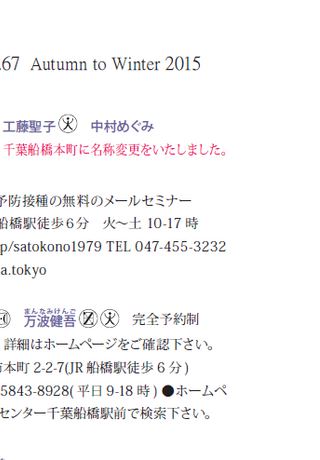 .67 Autumn to Winter 2015
工藤聖子 中村めぐみ
千葉船橋本町に名称変更をいたしました。
予防接種の無料のメールセミナー
船橋駅徒歩6分 火〜土 10-17 時
p/satokono1979 TEL 047-455-3232
a.tokyo
まんなみけんご
万波健吾 Z 完全予約制
詳細はホームページをご確認下さい。
市本町 2-2-7(JR 船橋駅徒歩 6 分 )
5843-8928( 平日 9-18 時 ) ●ホームペ
センター千葉船橋駅前で検索下さい。